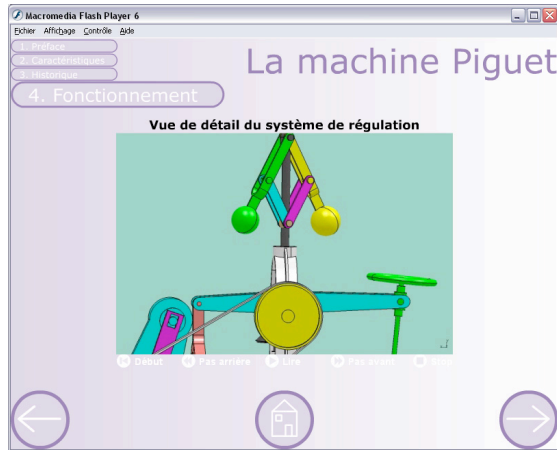 Macromedia Flash Player 6
Fichier Affichage Contrôle Aide
1. Préface
2. Caractéristiques
3. Historique
La machine Piguet
4. Fonctionnement
Vue de détail du système de régulation
Début Pas arrière Lire Pas avant